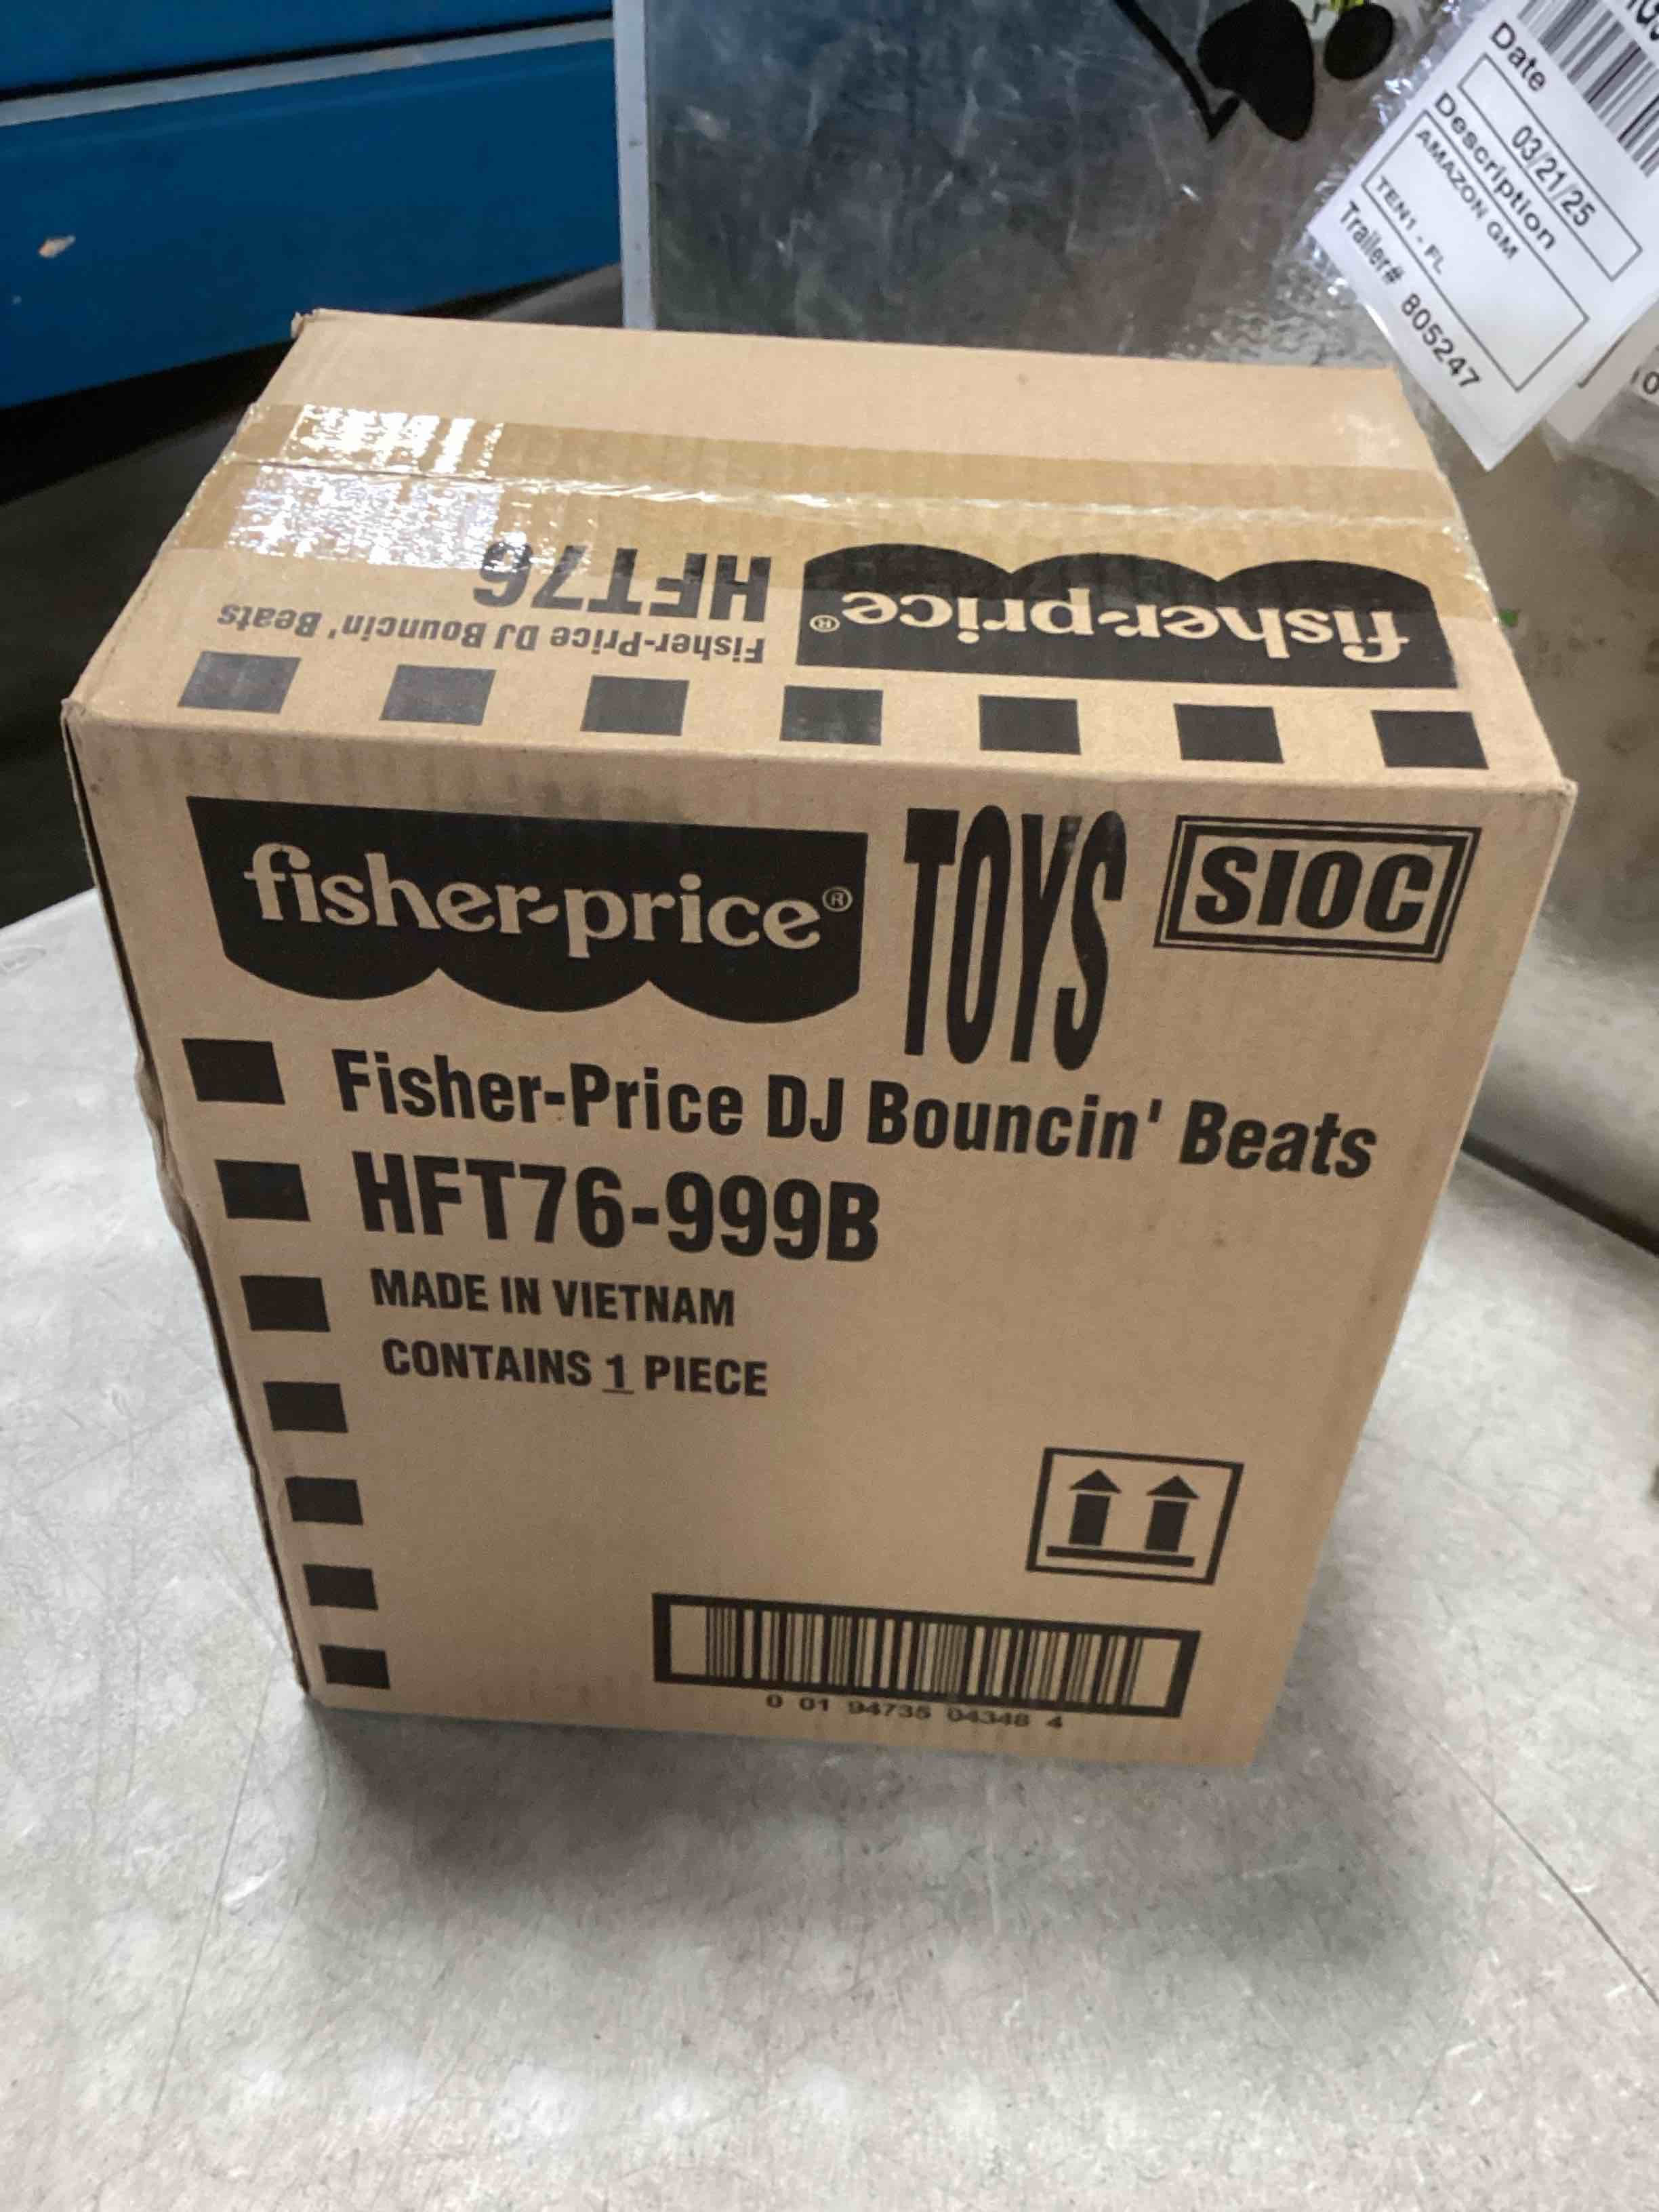 Date
03/21/25
Description
AMAZON GM
TEN1 - FL
Trailer# 805247
fisher-price®
HFT76
Fisher-Price DJ Bouncin' Beats
fisher-price® TOYS SIOC
Fisher-Price DJ Bouncin' Beats
HFT76-999B
MADE IN VIETNAM
CONTAINS 1 PIECE
0 01 94735 04348 4